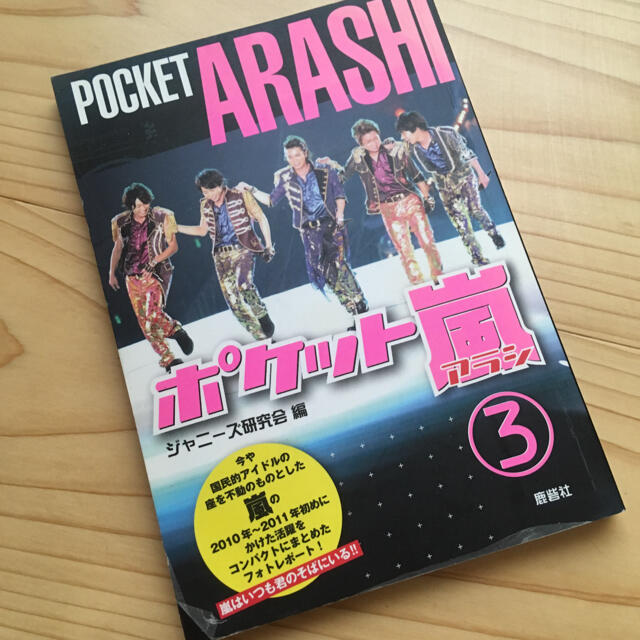 POCKET ARASHI
ポケット嵐
アラシ
ジャニーズ研究会 編
③
今や
国民的アイドルの
座を不動のものとした
嵐の
2010年～2011年初めに
かけた活躍を
コンパクトにまとめた
フォトレポート！
嵐はいつも君のそばにいる!!
鹿砦社